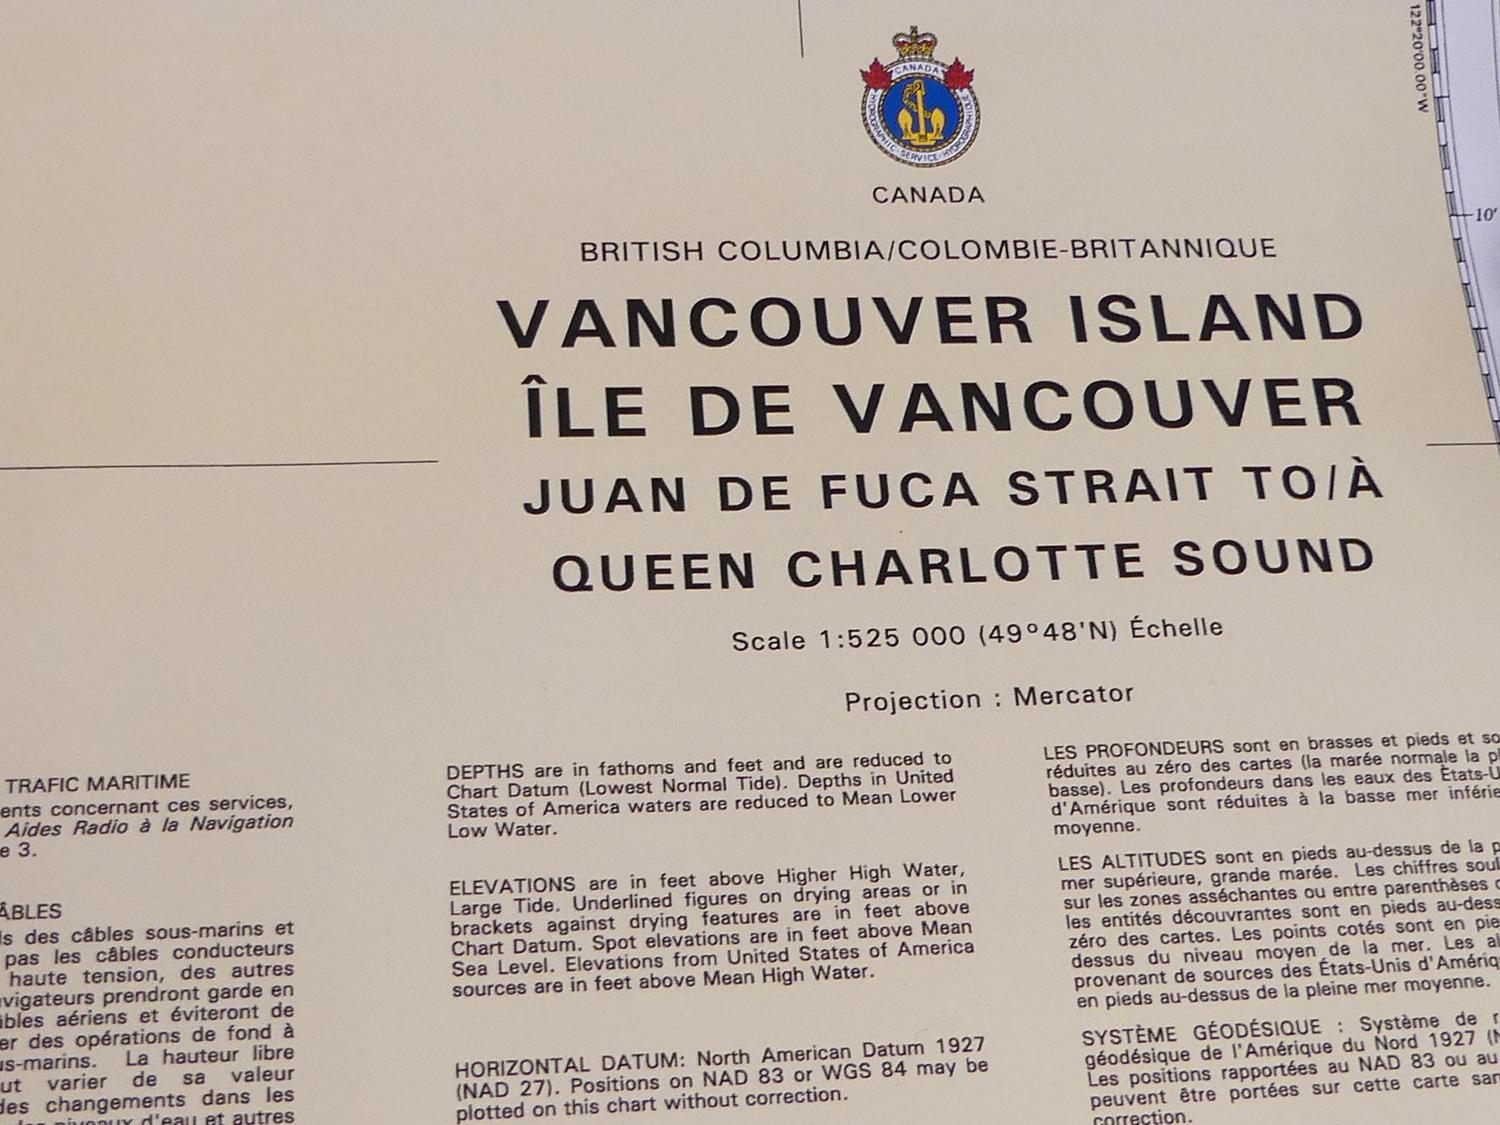 122°20'00.00"W
10'
CANADA
HYDROGRAPHIC · SERVICE · HYDROGRAPHIQUE
CANADA
BRITISH COLUMBIA/COLOMBIE-BRITANNIQUE
VANCOUVER ISLAND
ÎLE DE VANCOUVER
JUAN DE FUCA STRAIT TO/À
QUEEN CHARLOTTE SOUND
Scale 1:525 000 (49°48'N) Échelle
Projection : Mercator
TRAFIC MARITIME
ents concernant ces services,
Aides Radio à la Navigation
e 3.
ÂBLES
ls des câbles sous-marins et
pas les câbles conducteurs
haute tension, des autres
vigateurs prendront garde en
ibles aériens et éviteront de
er des opérations de fond à
us-marins. La hauteur libre
ut varier de sa valeur
des changements dans les
niveaux d'eau et autres
DEPTHS are in fathoms and feet and are reduced to
Chart Datum (Lowest Normal Tide). Depths in United
States of America waters are reduced to Mean Lower
Low Water.
ELEVATIONS are in feet above Higher High Water,
Large Tide. Underlined figures on drying areas or in
brackets against drying features are in feet above
Chart Datum. Spot elevations are in feet above Mean
Sea Level. Elevations from United States of America
sources are in feet above Mean High Water.
HORIZONTAL DATUM: North American Datum 1927
(NAD 27). Positions on NAD 83 or WGS 84 may be
plotted on this chart without correction.
LES PROFONDEURS sont en brasses et pieds et so
réduites au zéro des cartes (la marée normale la pl
basse). Les profondeurs dans les eaux des États-U
d'Amérique sont réduites à la basse mer inférie
moyenne.
LES ALTITUDES sont en pieds au-dessus de la p
mer supérieure, grande marée. Les chiffres soul
sur les zones asséchantes ou entre parenthèses
les entités découvrantes sont en pieds au-dess
zéro des cartes. Les points cotés sont en pie
dessus du niveau moyen de la mer. Les al
provenant de sources des États-Unis d'Amériq
en pieds au-dessus de la pleine mer moyenne.
SYSTÈME GÉODÉSIQUE : Système de r
géodésique de l'Amérique du Nord 1927 (N
Les positions rapportées au NAD 83 ou au
peuvent être portées sur cette carte san
correction.